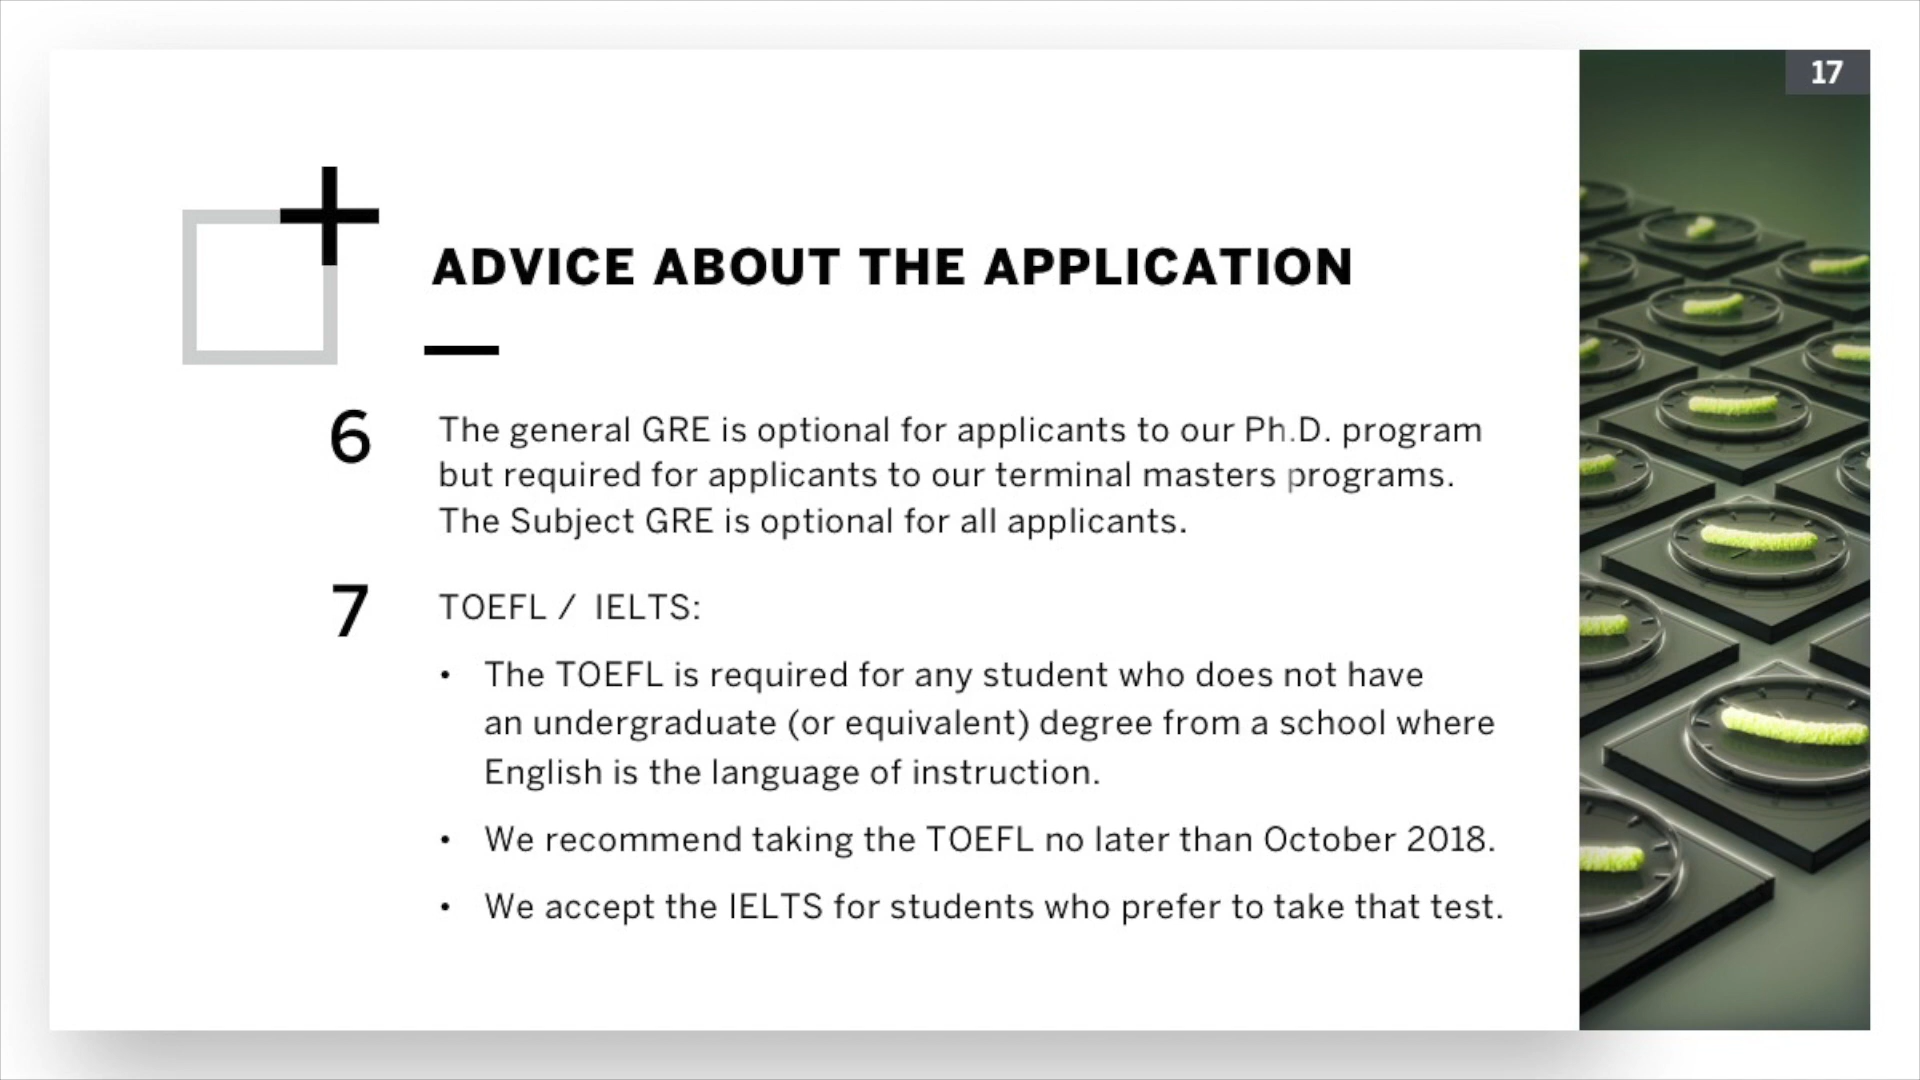 17
ADVICE ABOUT THE APPLICATION
6
The general GRE is optional for applicants to our Ph.D. program
but required for applicants to our terminal masters programs.
The Subject GRE is optional for all applicants.
7
TOEFL / IELTS:
• The TOEFL is required for any student who does not have
an undergraduate (or equivalent) degree from a school where
English is the language of instruction.
• We recommend taking the TOEFL no later than October 2018.
• We accept the IELTS for students who prefer to take that test.